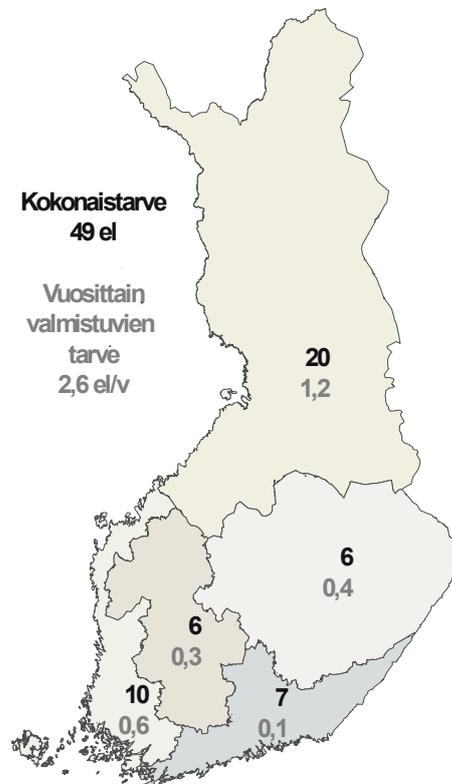 Kokonaistarve
49 el
Vuosittain
valmistuvien
tarve
2,6 el/v
20
1,2
6
0,4
6
0,3
10
0,6
7
0,1